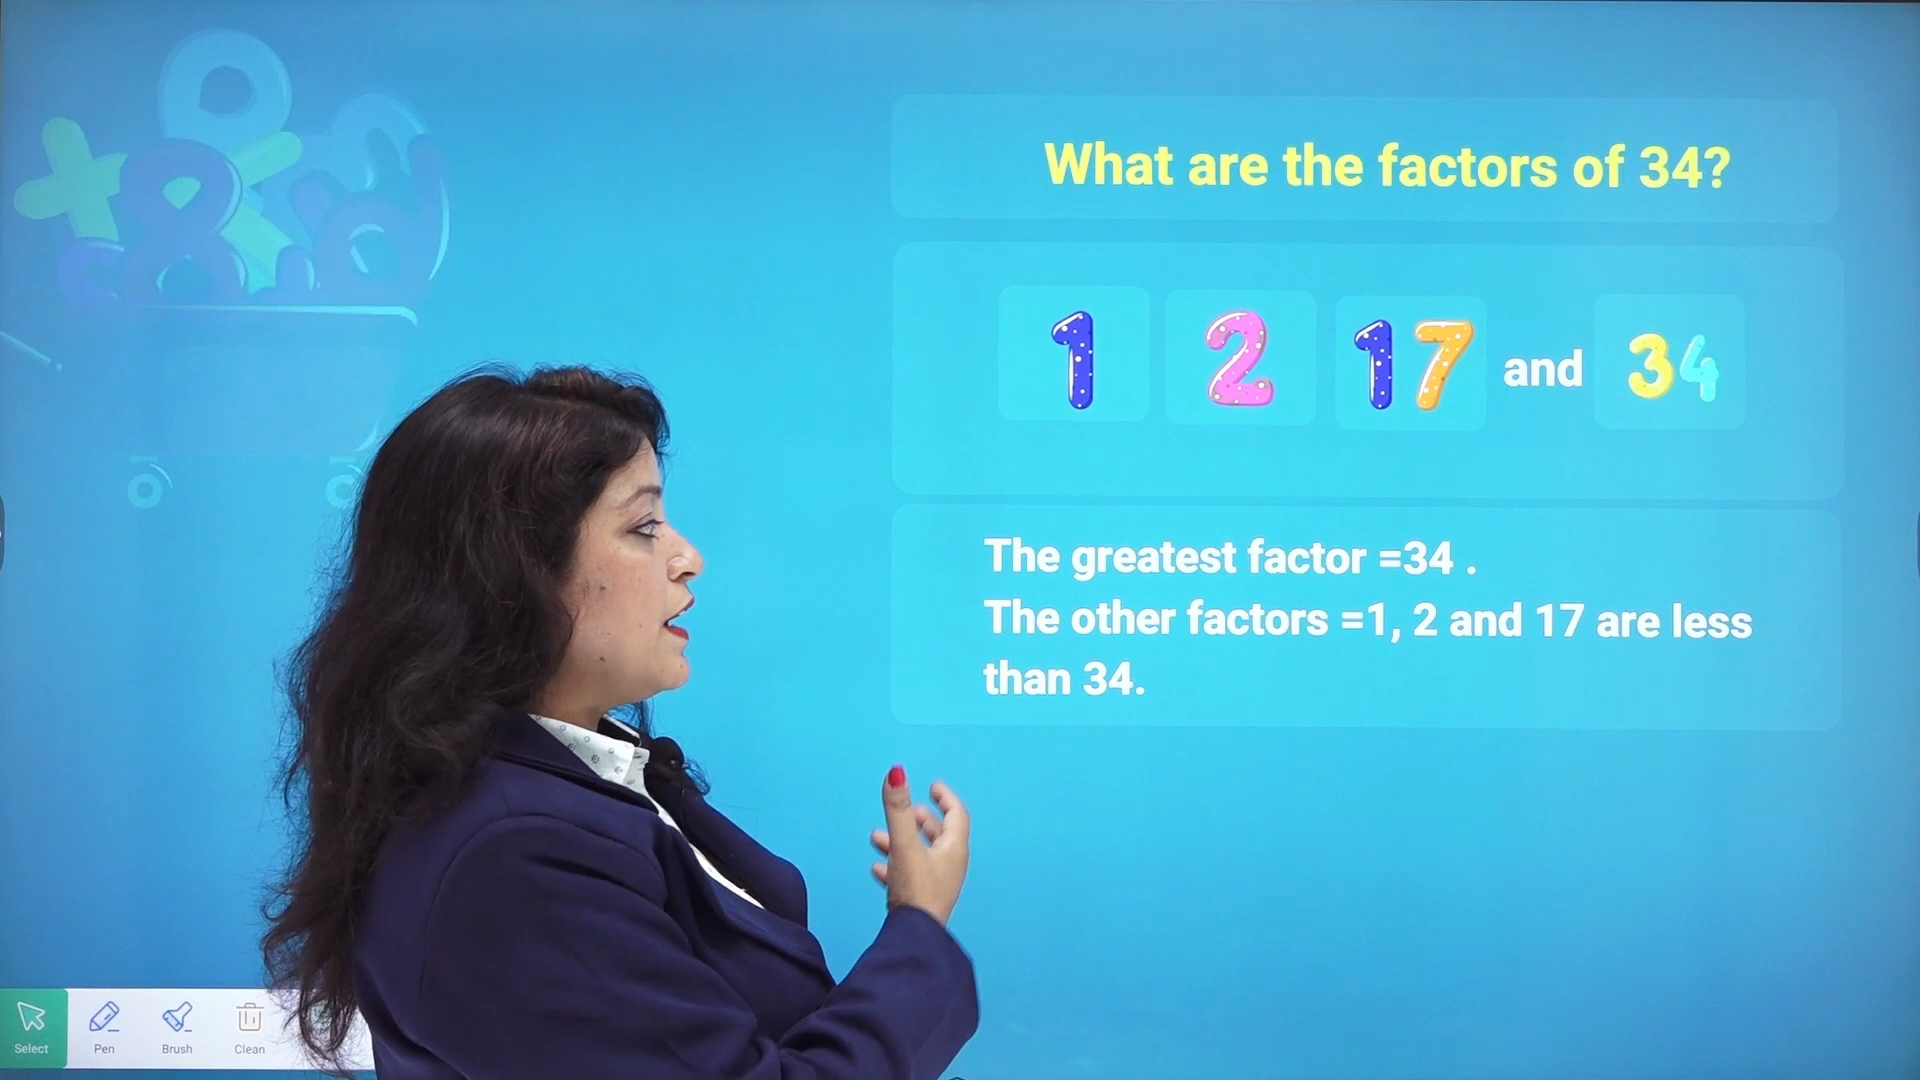 What are the factors of 34?
1 2 17 and 34
The greatest factor =34 .
The other factors =1, 2 and 17 are less
than 34.
Select Pen Brush Clean